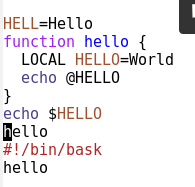 HELL=Hello
function hello {
  LOCAL HELLO=World
  echo @HELLO
}
echo $HELLO
hello
#!/bin/bask
hello